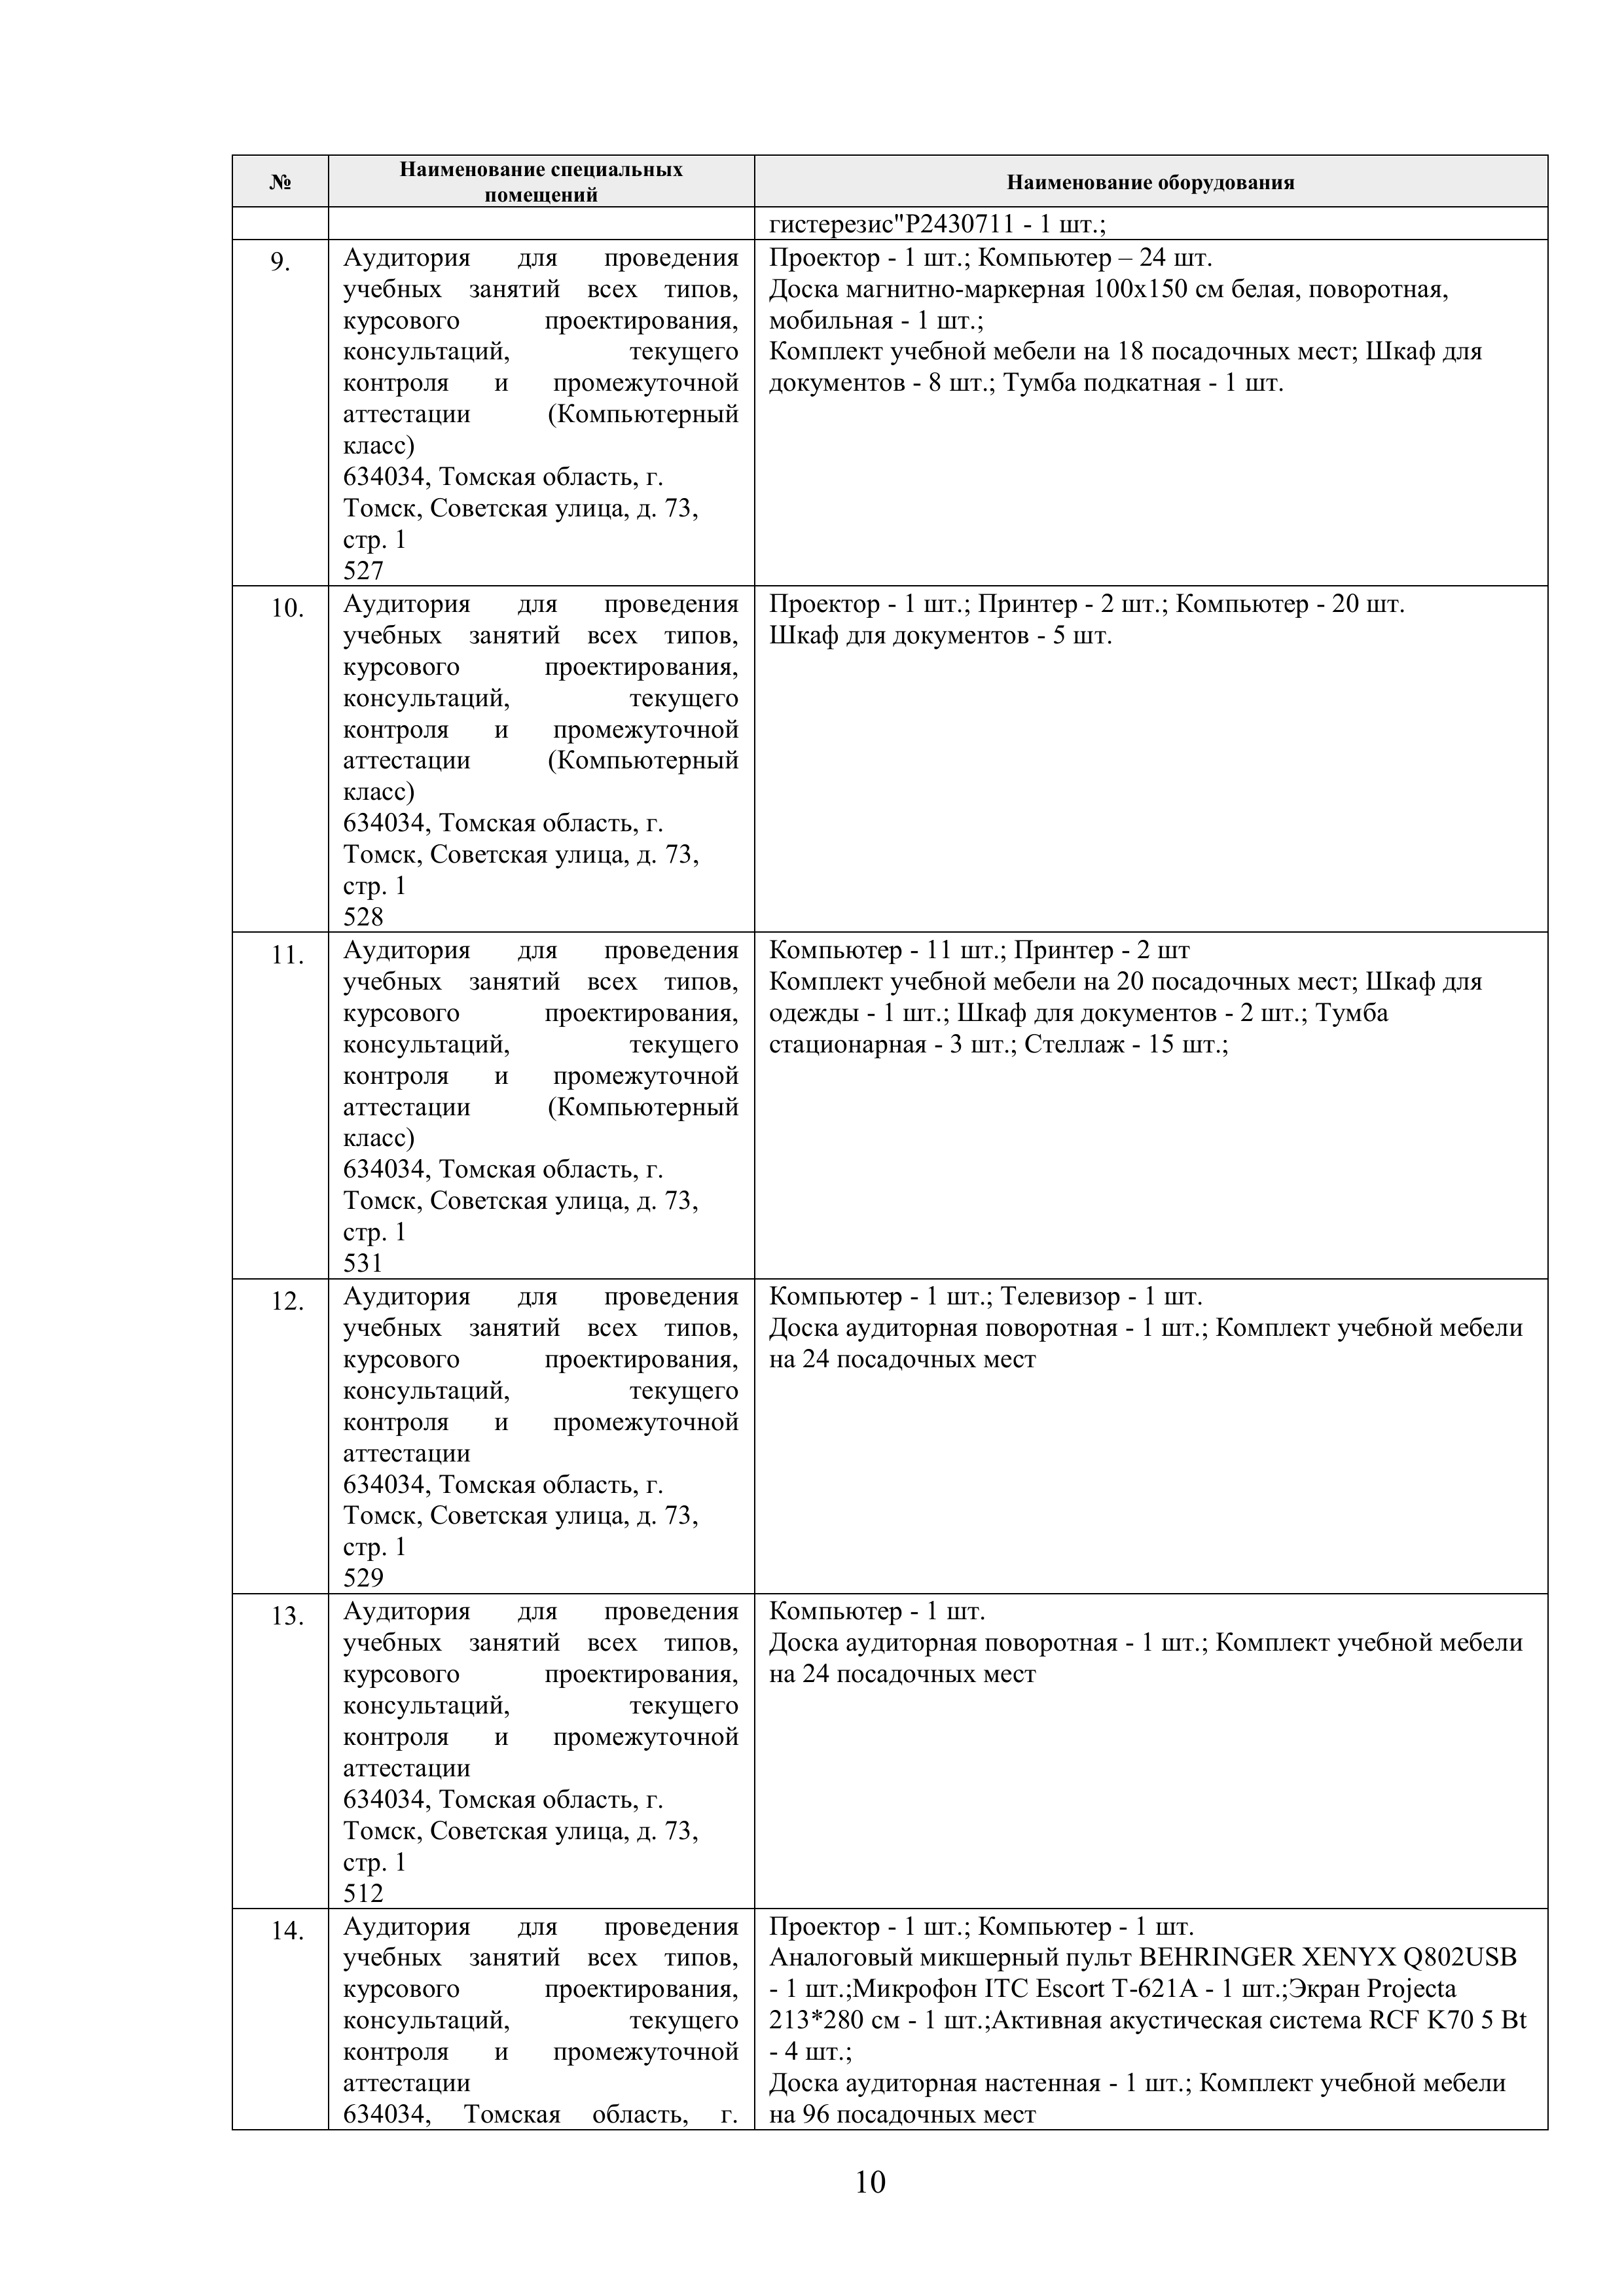 №
Наименование специальных
помещений
Наименование оборудования
гистерезис"Р2430711 - 1 шт.;
9.
Аудитория для проведения
учебных занятий всех типов,
курсового проектирования,
консультаций, текущего
контроля и промежуточной
аттестации (Компьютерный
класс)
634034, Томская область, г.
Томск, Советская улица, д. 73,
стр. 1
527
Проектор - 1 шт.; Компьютер – 24 шт.
Доска магнитно-маркерная 100х150 см белая, поворотная,
мобильная - 1 шт.;
Комплект учебной мебели на 18 посадочных мест; Шкаф для
документов - 8 шт.; Тумба подкатная - 1 шт.
10.
Аудитория для проведения
учебных занятий всех типов,
курсового проектирования,
консультаций, текущего
контроля и промежуточной
аттестации (Компьютерный
класс)
634034, Томская область, г.
Томск, Советская улица, д. 73,
стр. 1
528
Проектор - 1 шт.; Принтер - 2 шт.; Компьютер - 20 шт.
Шкаф для документов - 5 шт.
11.
Аудитория для проведения
учебных занятий всех типов,
курсового проектирования,
консультаций, текущего
контроля и промежуточной
аттестации (Компьютерный
класс)
634034, Томская область, г.
Томск, Советская улица, д. 73,
стр. 1
531
Компьютер - 11 шт.; Принтер - 2 шт
Комплект учебной мебели на 20 посадочных мест; Шкаф для
одежды - 1 шт.; Шкаф для документов - 2 шт.; Тумба
стационарная - 3 шт.; Стеллаж - 15 шт.;
12.
Аудитория для проведения
учебных занятий всех типов,
курсового проектирования,
консультаций, текущего
контроля и промежуточной
аттестации
634034, Томская область, г.
Томск, Советская улица, д. 73,
стр. 1
529
Компьютер - 1 шт.; Телевизор - 1 шт.
Доска аудиторная поворотная - 1 шт.; Комплект учебной мебели
на 24 посадочных мест
13.
Аудитория для проведения
учебных занятий всех типов,
курсового проектирования,
консультаций, текущего
контроля и промежуточной
аттестации
634034, Томская область, г.
Томск, Советская улица, д. 73,
стр. 1
512
Компьютер - 1 шт.
Доска аудиторная поворотная - 1 шт.; Комплект учебной мебели
на 24 посадочных мест
14.
Аудитория для проведения
учебных занятий всех типов,
курсового проектирования,
консультаций, текущего
контроля и промежуточной
аттестации
634034, Томская область, г.
Проектор - 1 шт.; Компьютер - 1 шт.
Аналоговый микшерный пульт BEHRINGER XENYX Q802USB
- 1 шт.;Микрофон ITC Escort T-621A - 1 шт.;Экран Projecta
213*280 см - 1 шт.;Активная акустическая система RCF K70 5 Bt
- 4 шт.;
Доска аудиторная настенная - 1 шт.; Комплект учебной мебели
на 96 посадочных мест
10